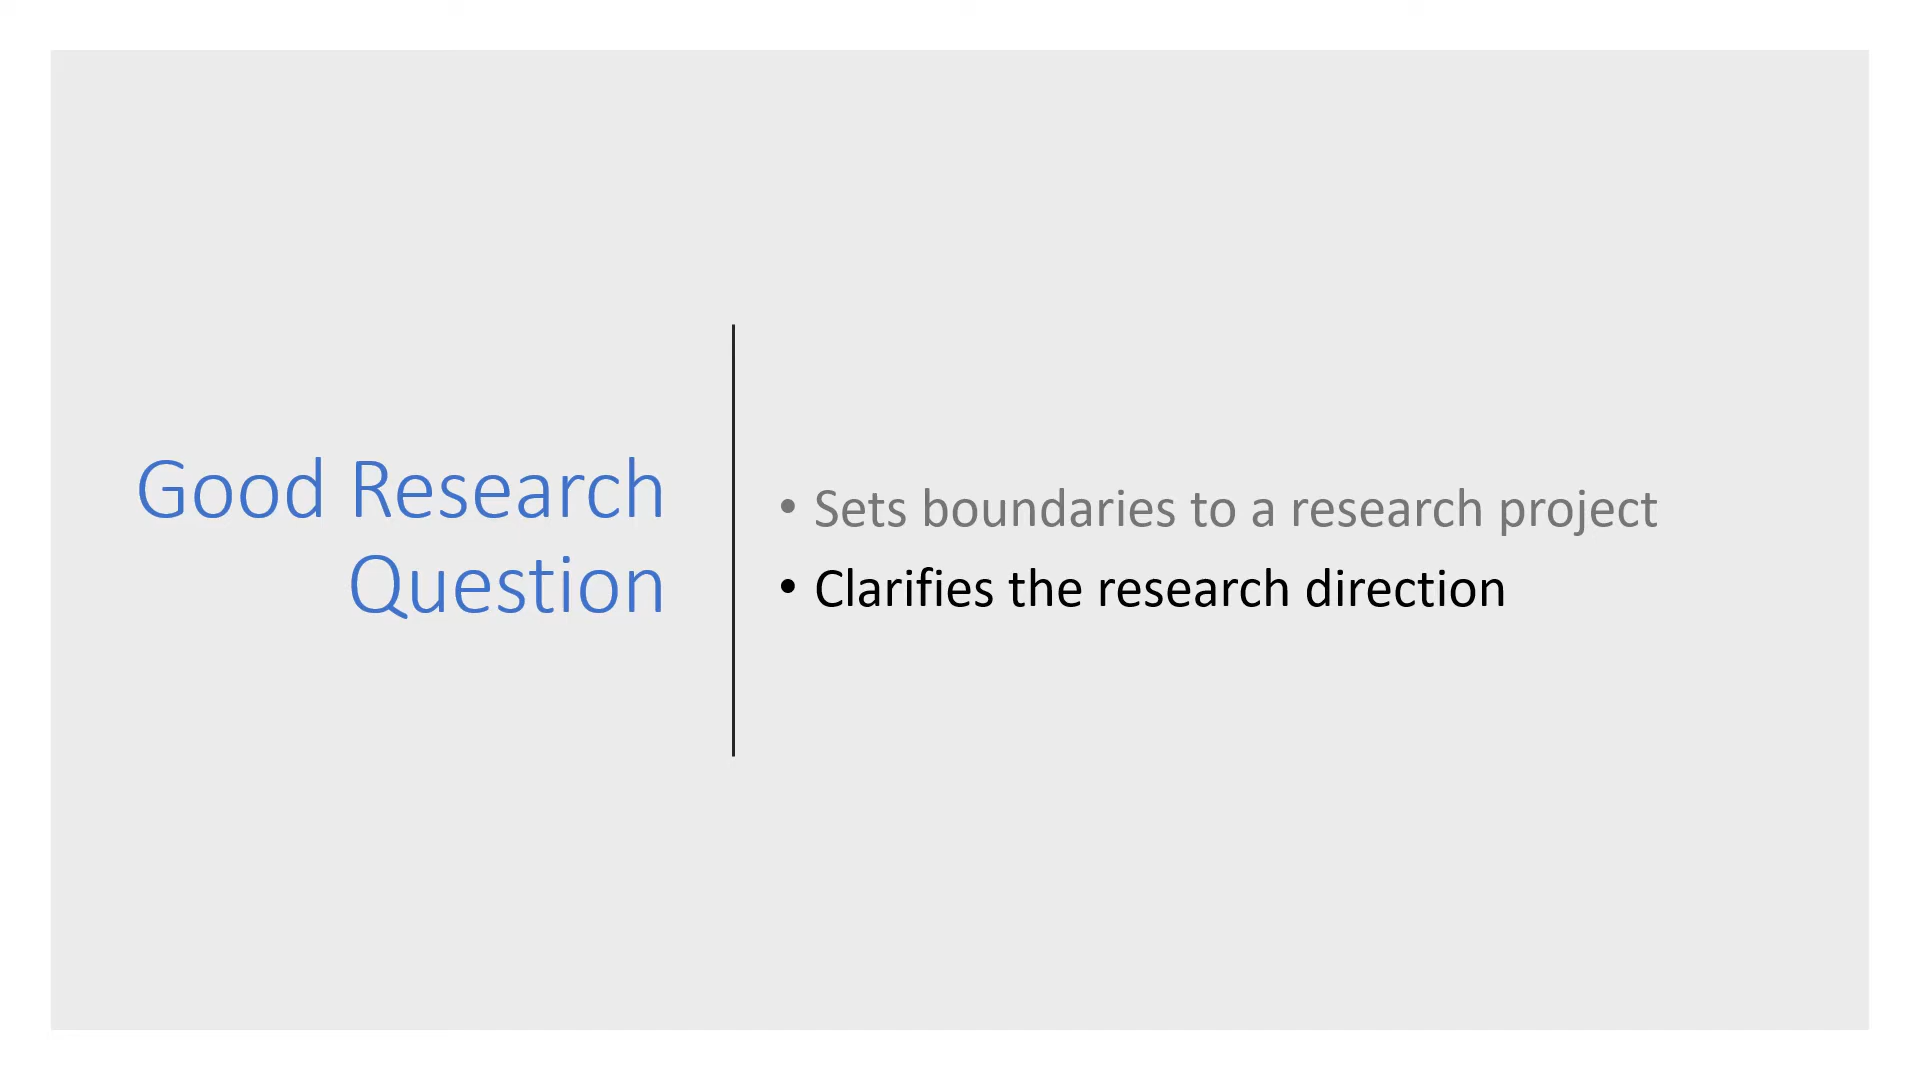 Good Research
Question
• Sets boundaries to a research project
• Clarifies the research direction